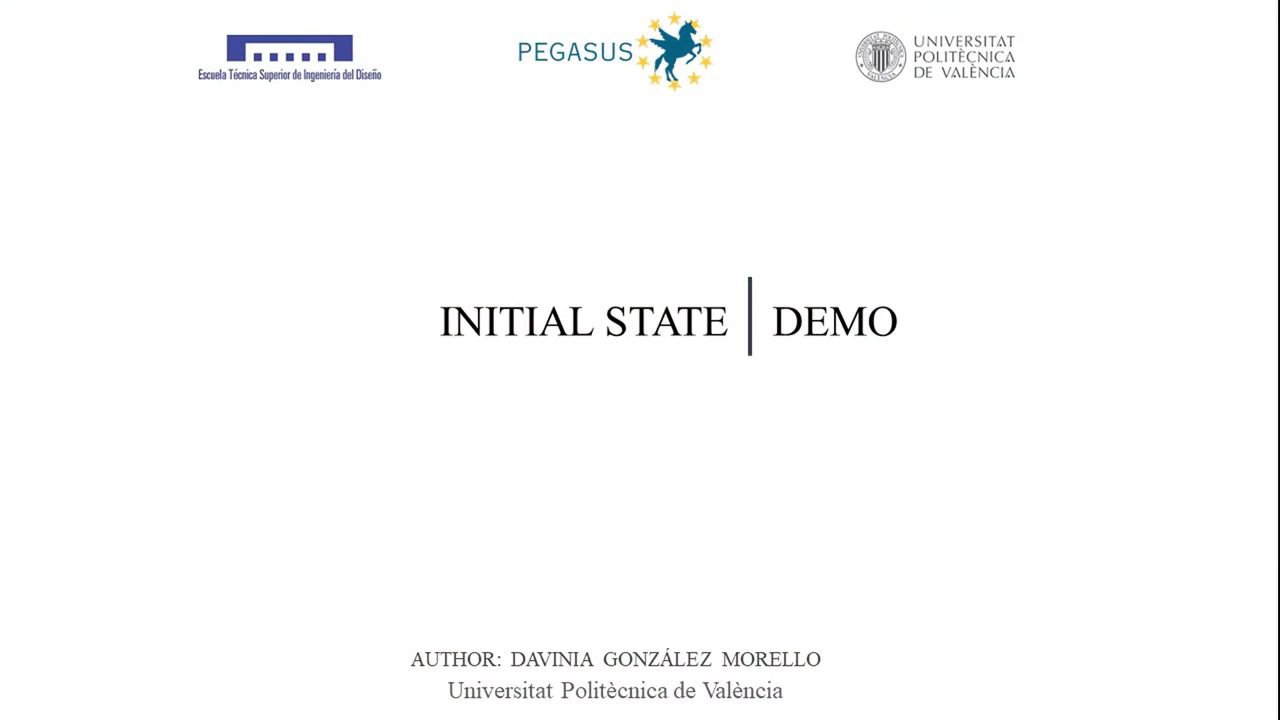 Escuela Técnica Superior de Ingeniería del Diseño
PEGASUS
UNIVERSITAT
POLITÈCNICA
DE VALÈNCIA
INITIAL STATE
DEMO
AUTHOR: DAVINIA GONZÁLEZ MORELLO
Universitat Politècnica de València